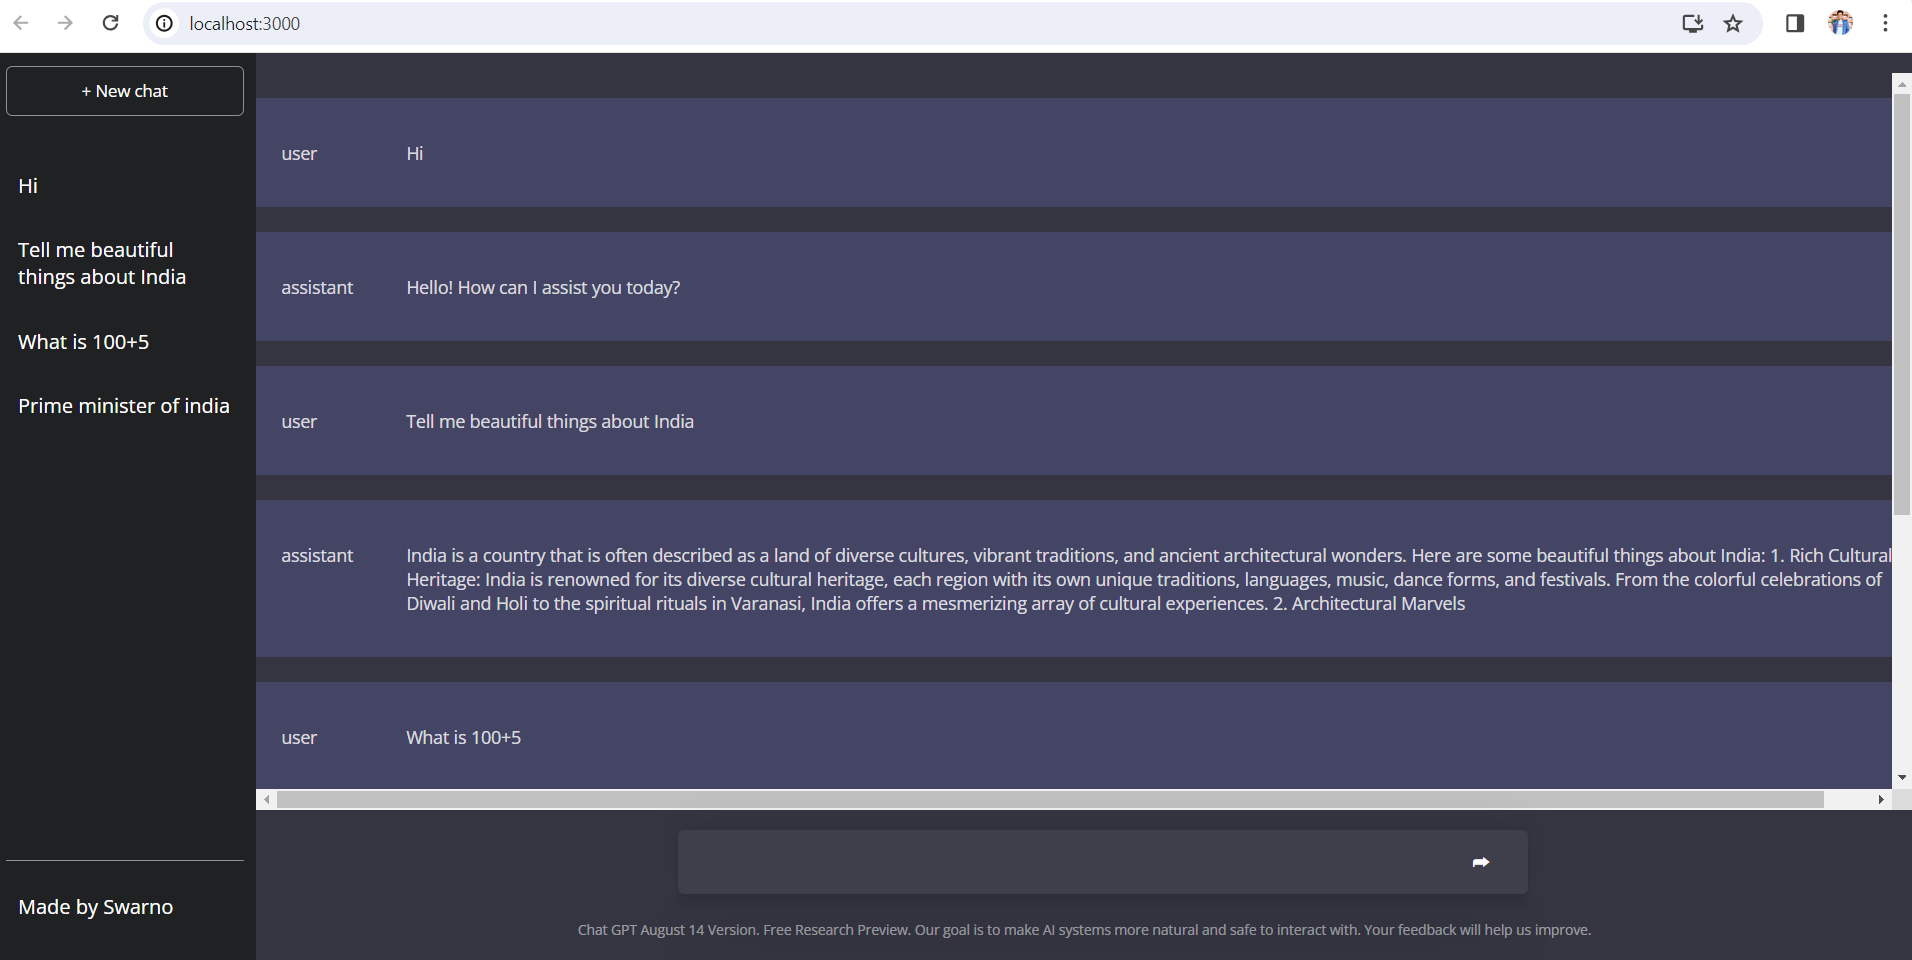 localhost:3000
+ New chat
Hi
Tell me beautiful
things about India
What is 100+5
Prime minister of india
Made by Swarno
user Hi
assistant Hello! How can I assist you today?
user Tell me beautiful things about India
assistant India is a country that is often described as a land of diverse cultures, vibrant traditions, and ancient architectural wonders. Here are some beautiful things about India: 1. Rich Cultural
Heritage: India is renowned for its diverse cultural heritage, each region with its own unique traditions, languages, music, dance forms, and festivals. From the colorful celebrations of
Diwali and Holi to the spiritual rituals in Varanasi, India offers a mesmerizing array of cultural experiences. 2. Architectural Marvels
user What is 100+5
Chat GPT August 14 Version. Free Research Preview. Our goal is to make AI systems more natural and safe to interact with. Your feedback will help us improve.